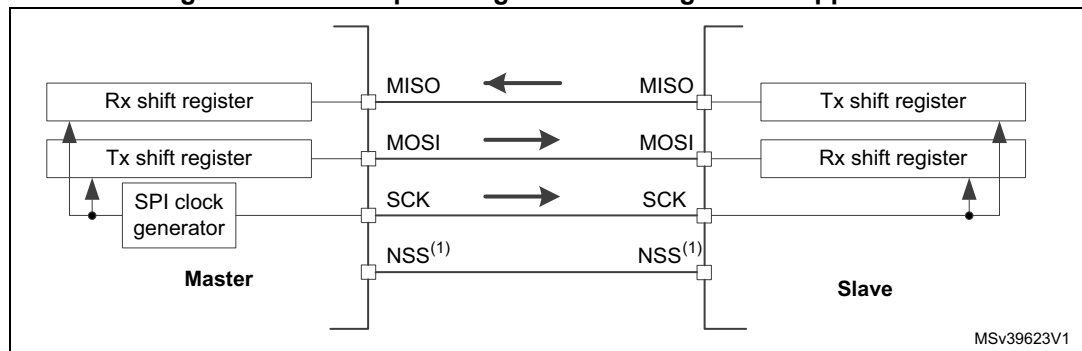 MISO MISO
Rx shift register Tx shift register
MOSI MOSI
Tx shift register Rx shift register
SPI clock
generator
SCK SCK
NSS(1) NSS(1)
Master Slave
MSv39623V1